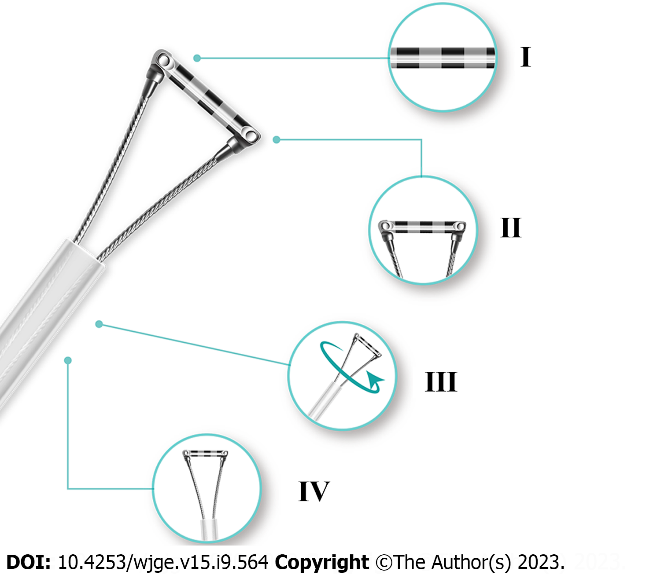 I
II
III
IV
DOI: 10.4253/wjge.v15.i9.564 Copyright ©The Author(s) 2023.